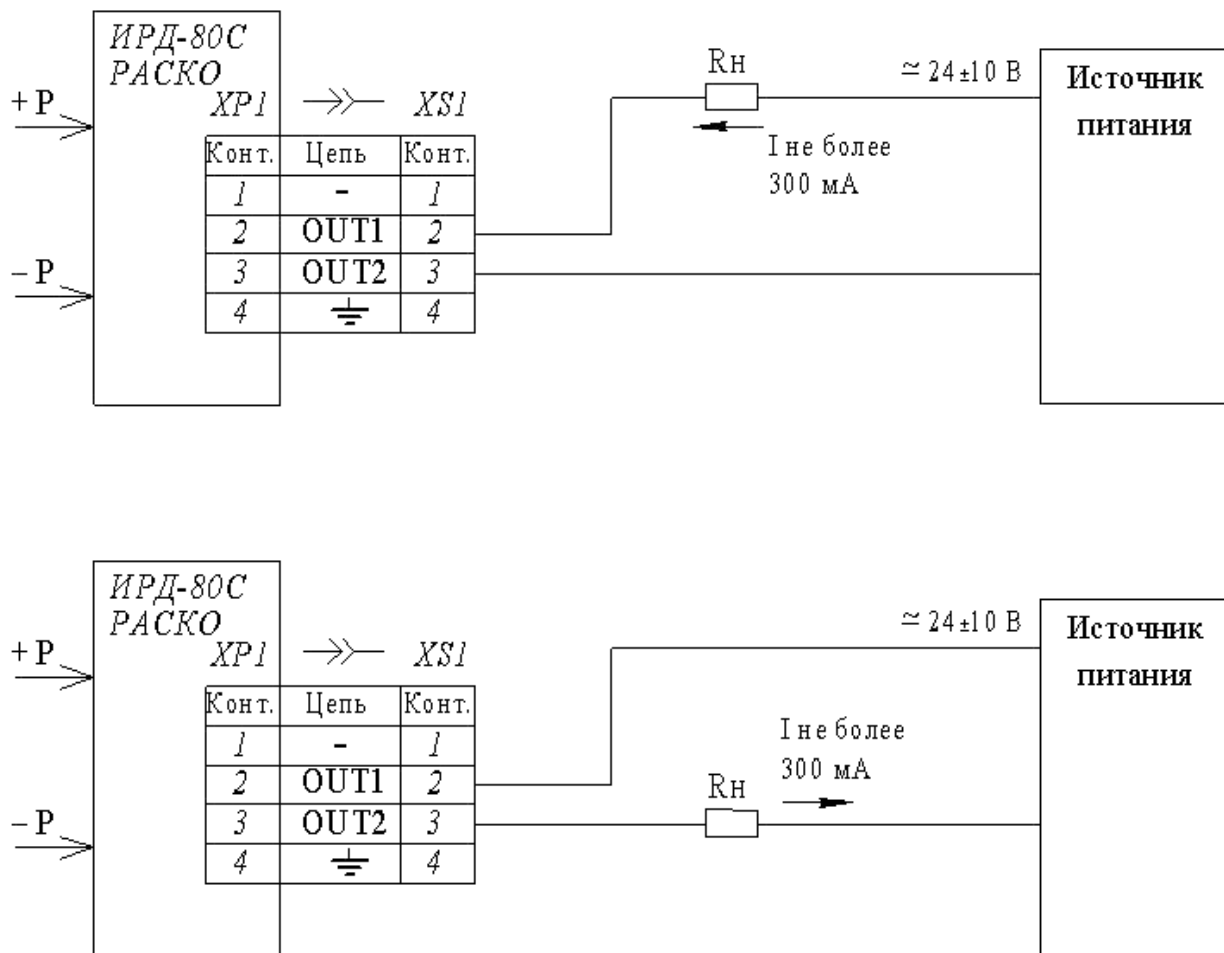 ИРД-80С
РАСКО
+P
–P
XP1 XS1
Конт. Цепь Конт.
1 - 1
2 OUT1 2
3 OUT2 3
4 4
Rн
≃ 24±10 В
I не более
300 мА
Источник
питания
ИРД-80С
РАСКО
+P
–P
XP1 XS1
Конт. Цепь Конт.
1 - 1
2 OUT1 2
3 OUT2 3
4 4
≃ 24±10 В
I не более
300 мА
Rн
Источник
питания